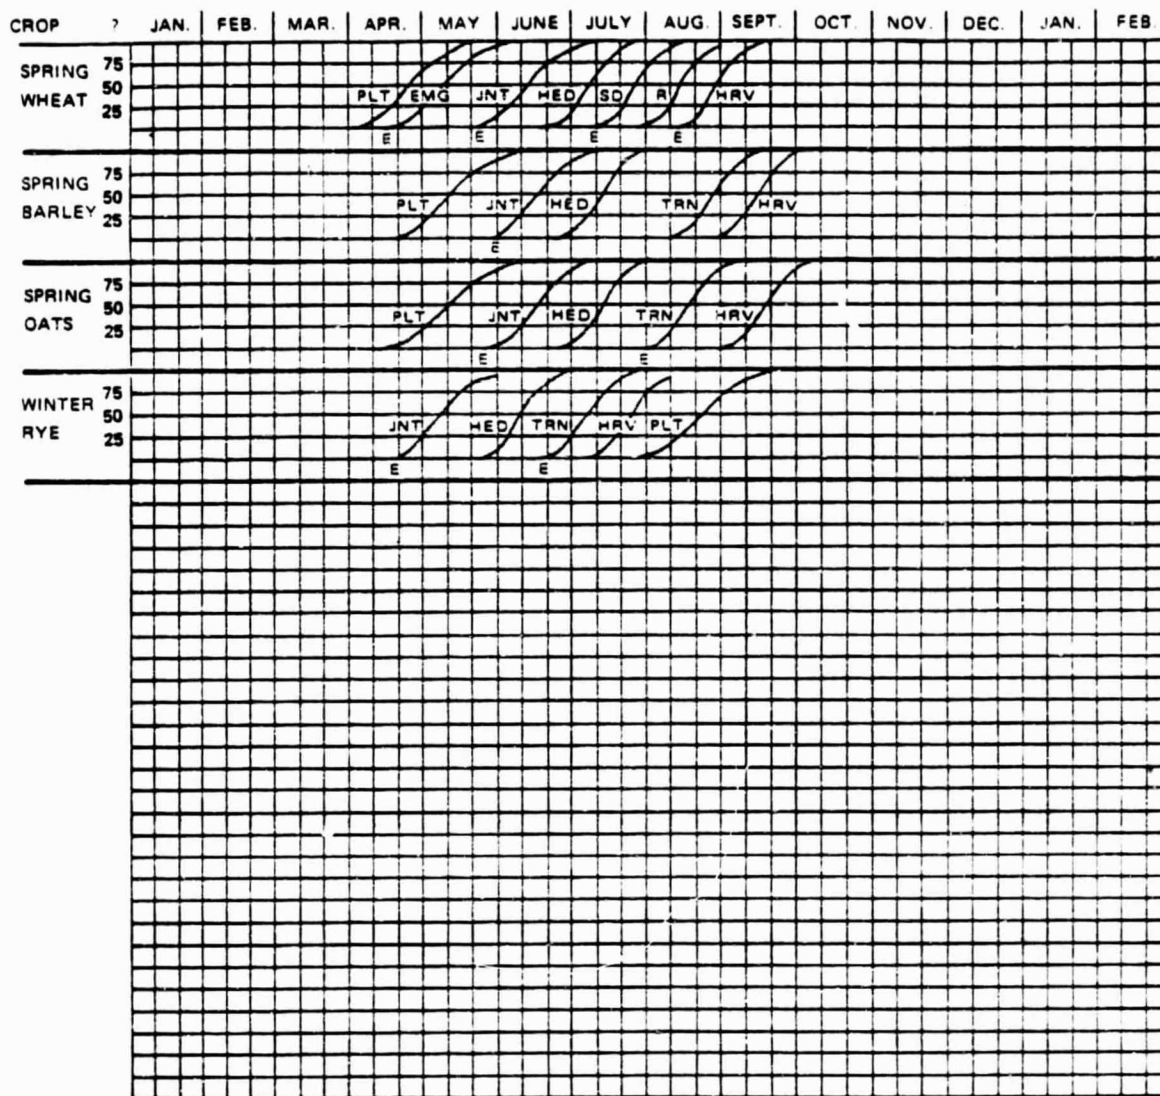 CROP ? JAN. FEB. MAR. APR. MAY JUNE JULY AUG. SEPT. OCT. NOV. DEC. JAN. FEB.
SPRING WHEAT
75
50
25
PLT EMG JNT HED SD R HRV
E E E E
SPRING BARLEY
75
50
25
PLT JNT HED TRN HRV
E
SPRING OATS
75
50
25
PLT JNT HED TRN HRV
E E
WINTER RYE
75
50
25
JNT HED TRN HRV PLT
E E